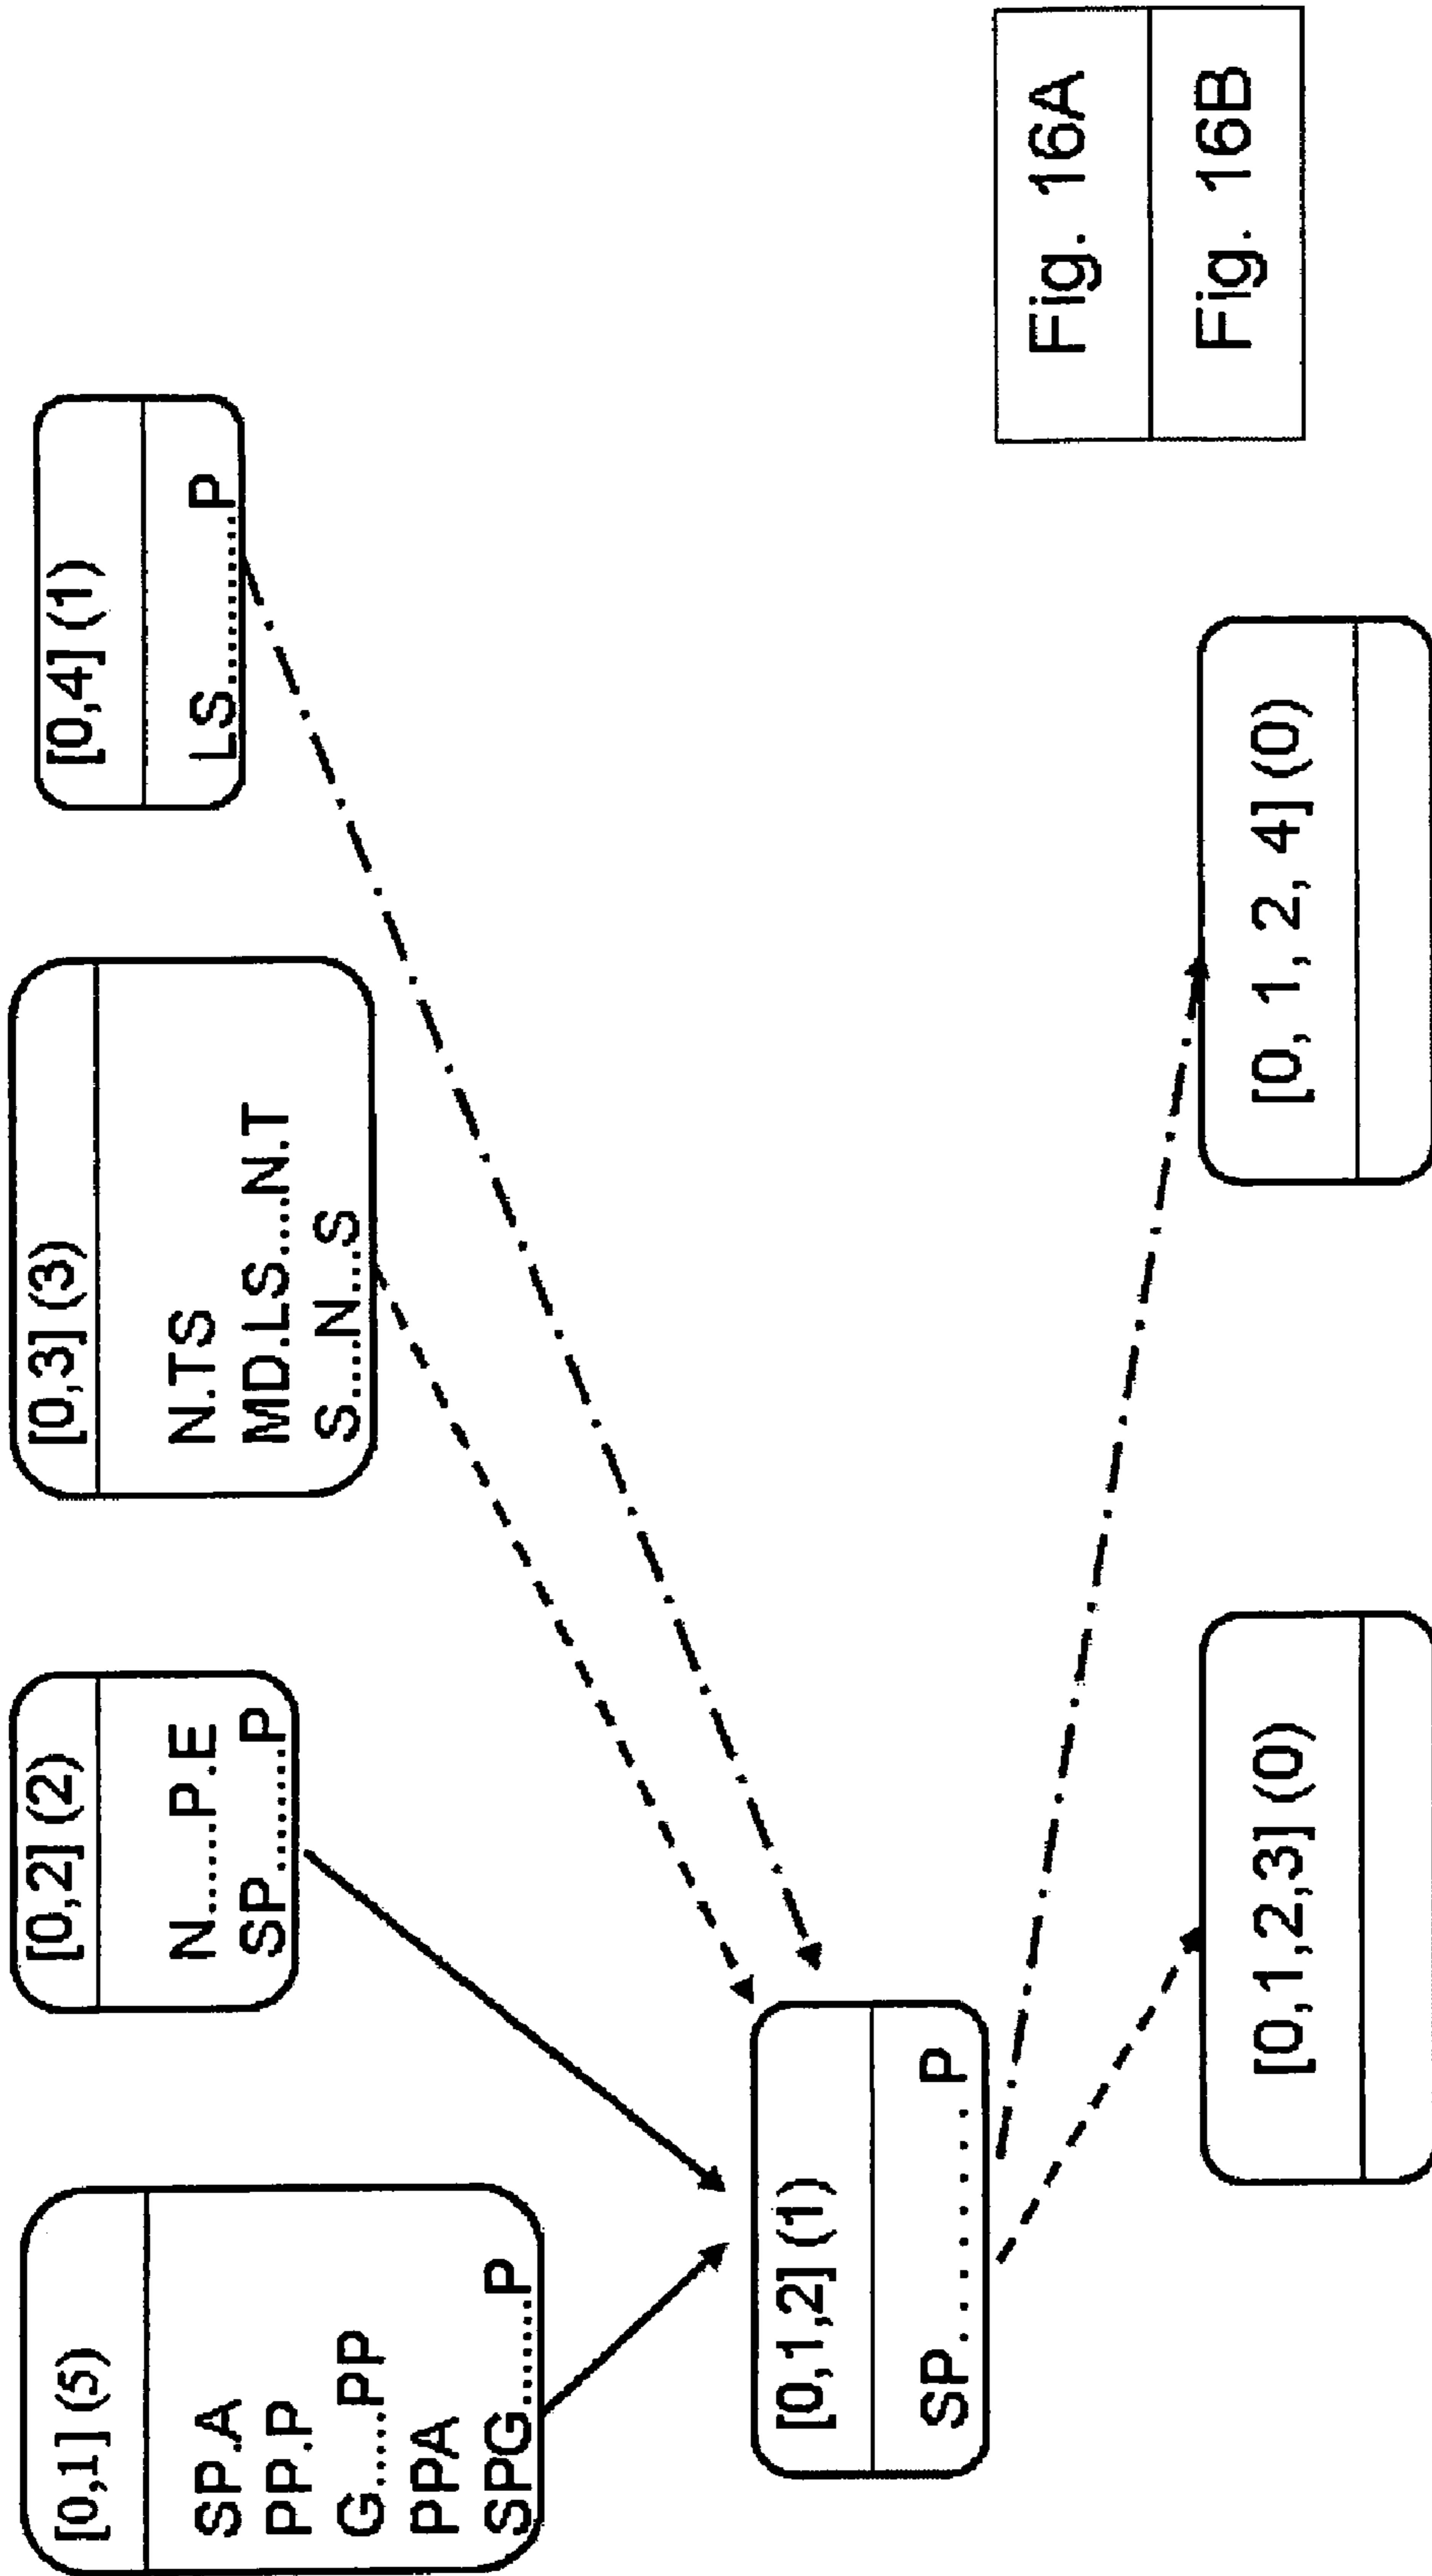 [0,1] (5)
SP.A
PP.P
G.....PP
PPA
SPG.......P
[0,2] (2)
N.......P.E
SP.........P
[0,3] (3)
N.TS
MD.LS.....N.T
S....N...S
[0,4] (1)
LS..............P
[0,1,2] (1)
SP. . . . . . . . . P
[0,1,2,3] (0)
[0, 1, 2, 4] (0)
Fig. 16A
Fig. 16B